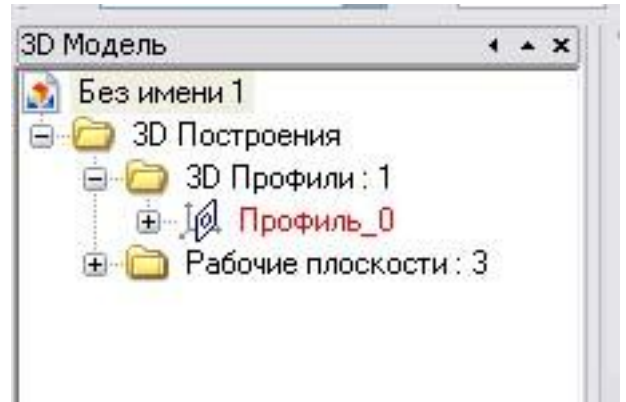 3D Модель
Без имени 1
3D Построения
3D Профили : 1
Профиль_0
Рабочие плоскости : 3